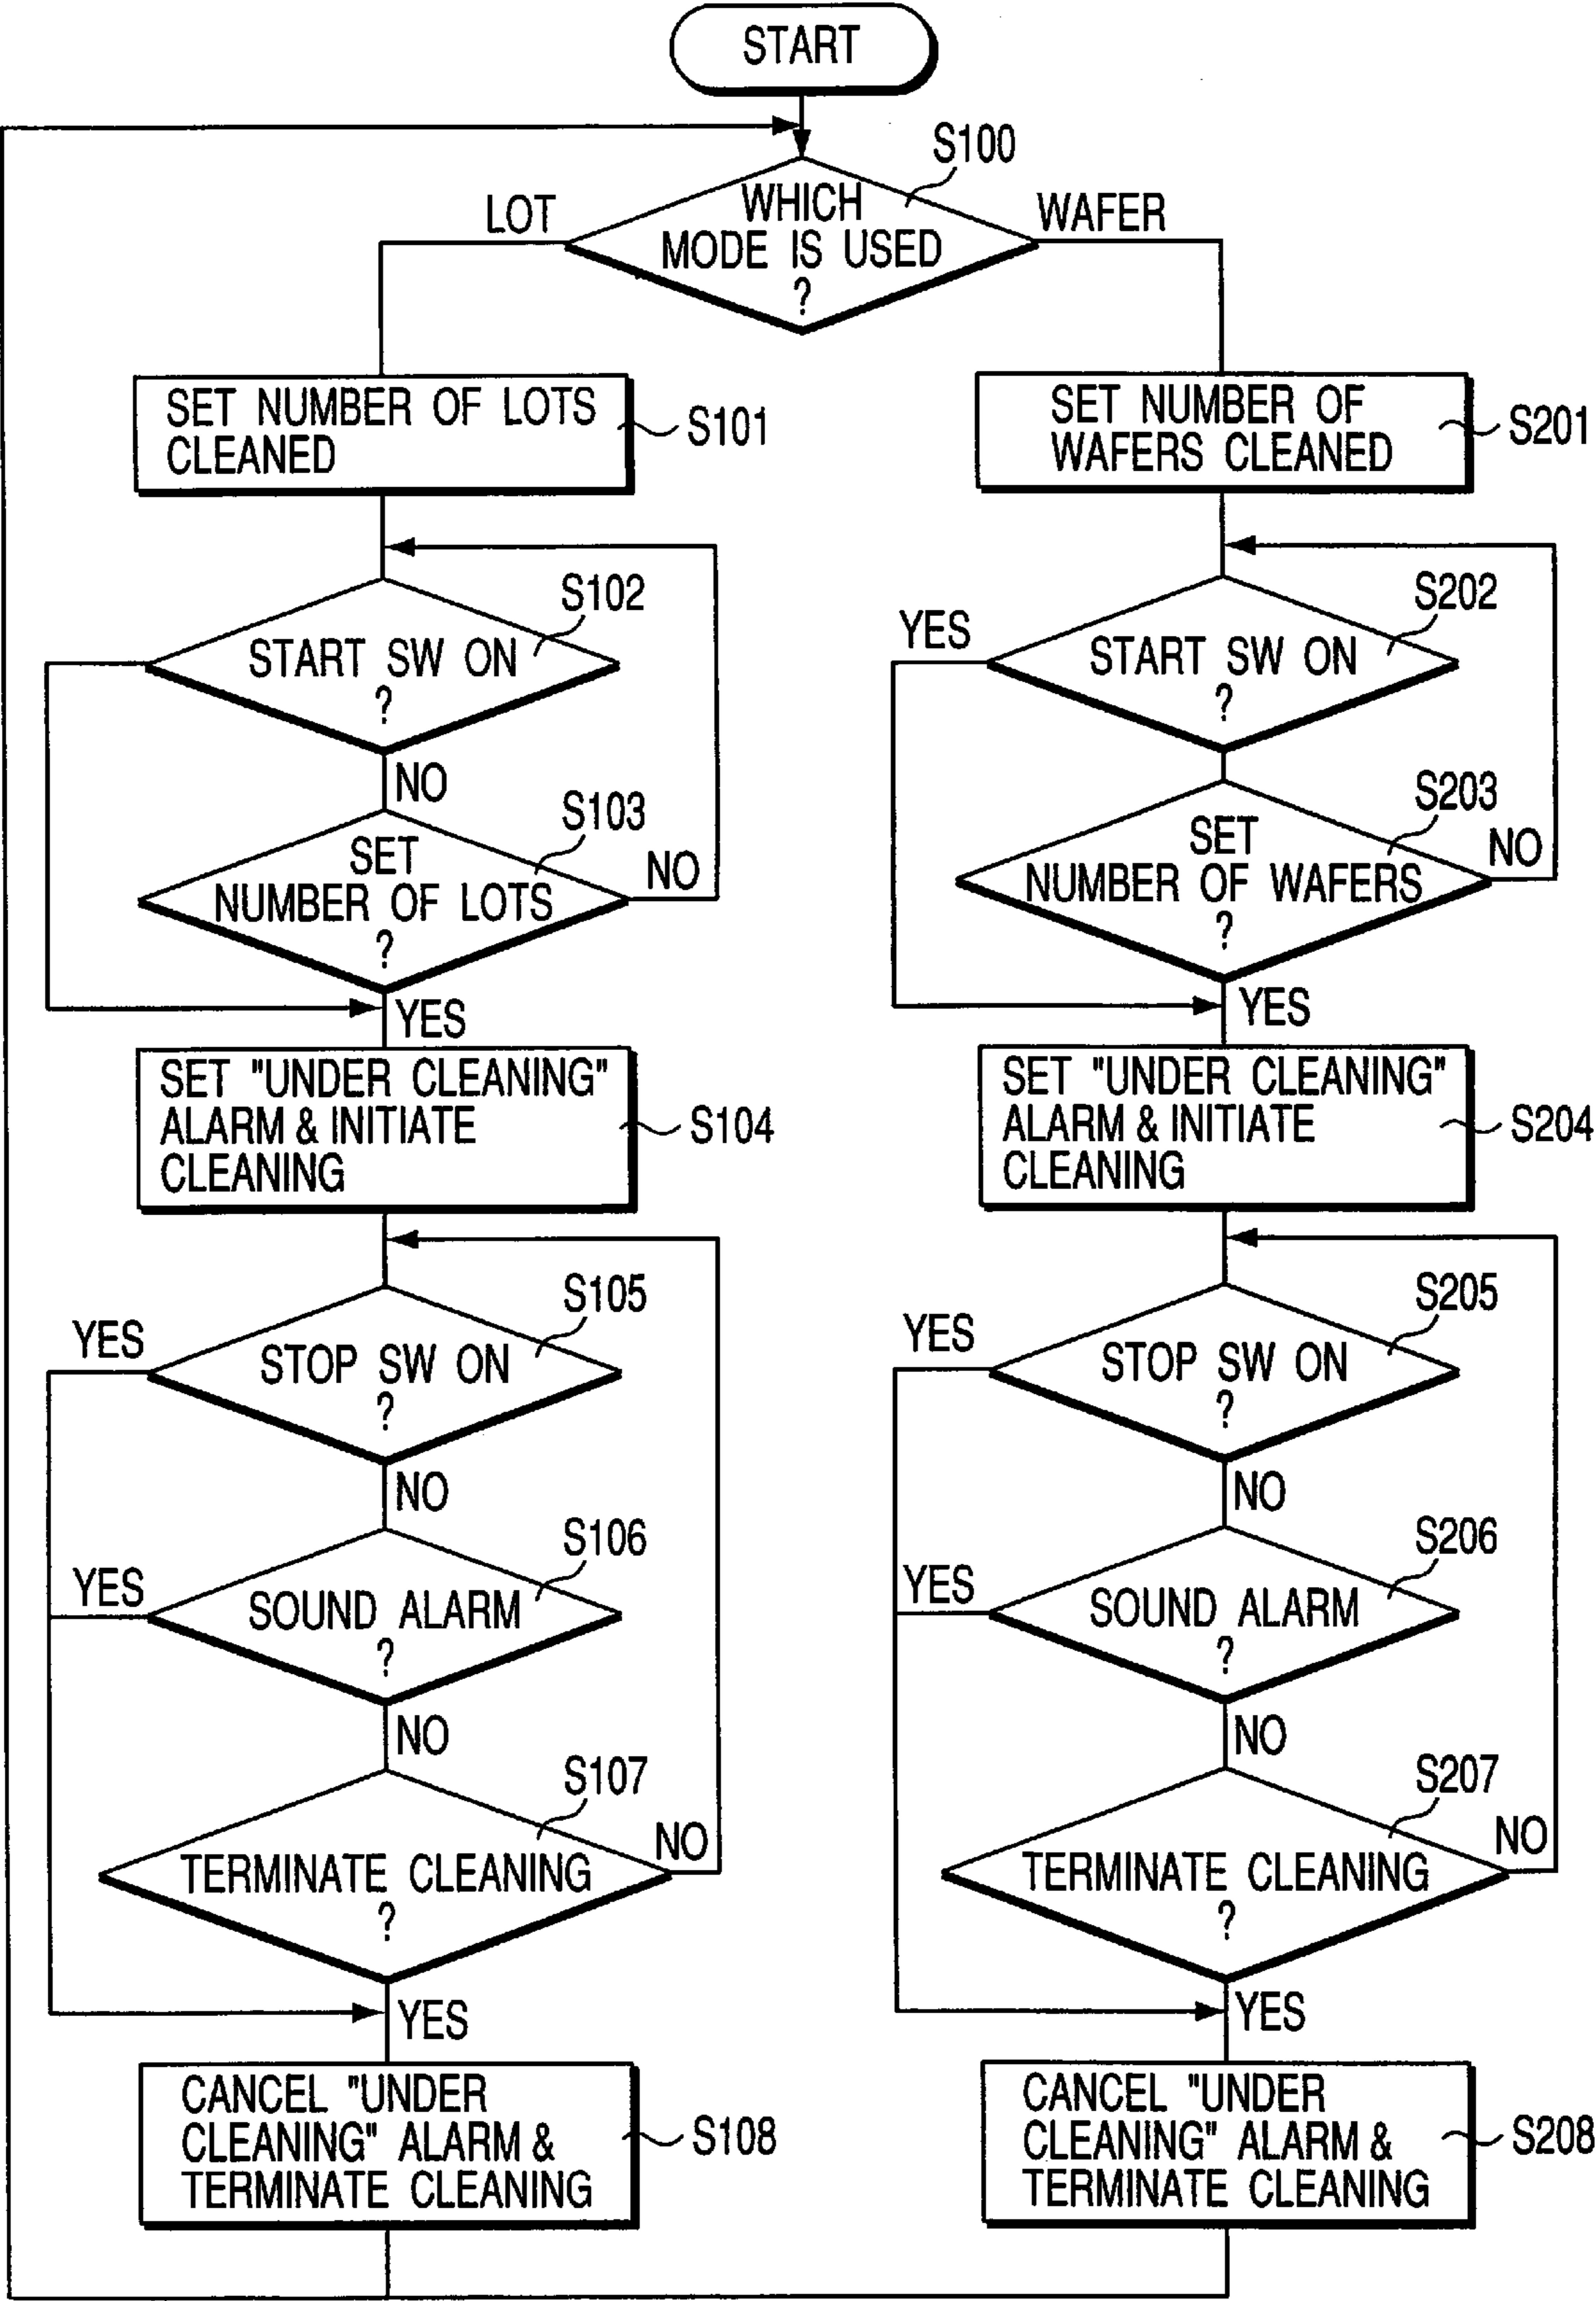 START
S100
WHICH
MODE IS USED
?
LOT
WAFER
SET NUMBER OF LOTS
CLEANED
S101
S102
START SW ON
?
NO
S103
SET
NUMBER OF LOTS
?
NO
YES
SET "UNDER CLEANING"
ALARM & INITIATE
CLEANING
S104
S105
YES
STOP SW ON
?
NO
S106
YES
SOUND ALARM
?
NO
S107
NO
TERMINATE CLEANING
?
YES
CANCEL "UNDER
CLEANING" ALARM &
TERMINATE CLEANING
S108
SET NUMBER OF
WAFERS CLEANED
S201
S202
YES
START SW ON
?
S203
SET
NUMBER OF WAFERS
?
NO
YES
SET "UNDER CLEANING"
ALARM & INITIATE
CLEANING
S204
S205
YES
STOP SW ON
?
NO
S206
YES
SOUND ALARM
?
NO
S207
NO
TERMINATE CLEANING
?
YES
CANCEL "UNDER
CLEANING" ALARM &
TERMINATE CLEANING
S208